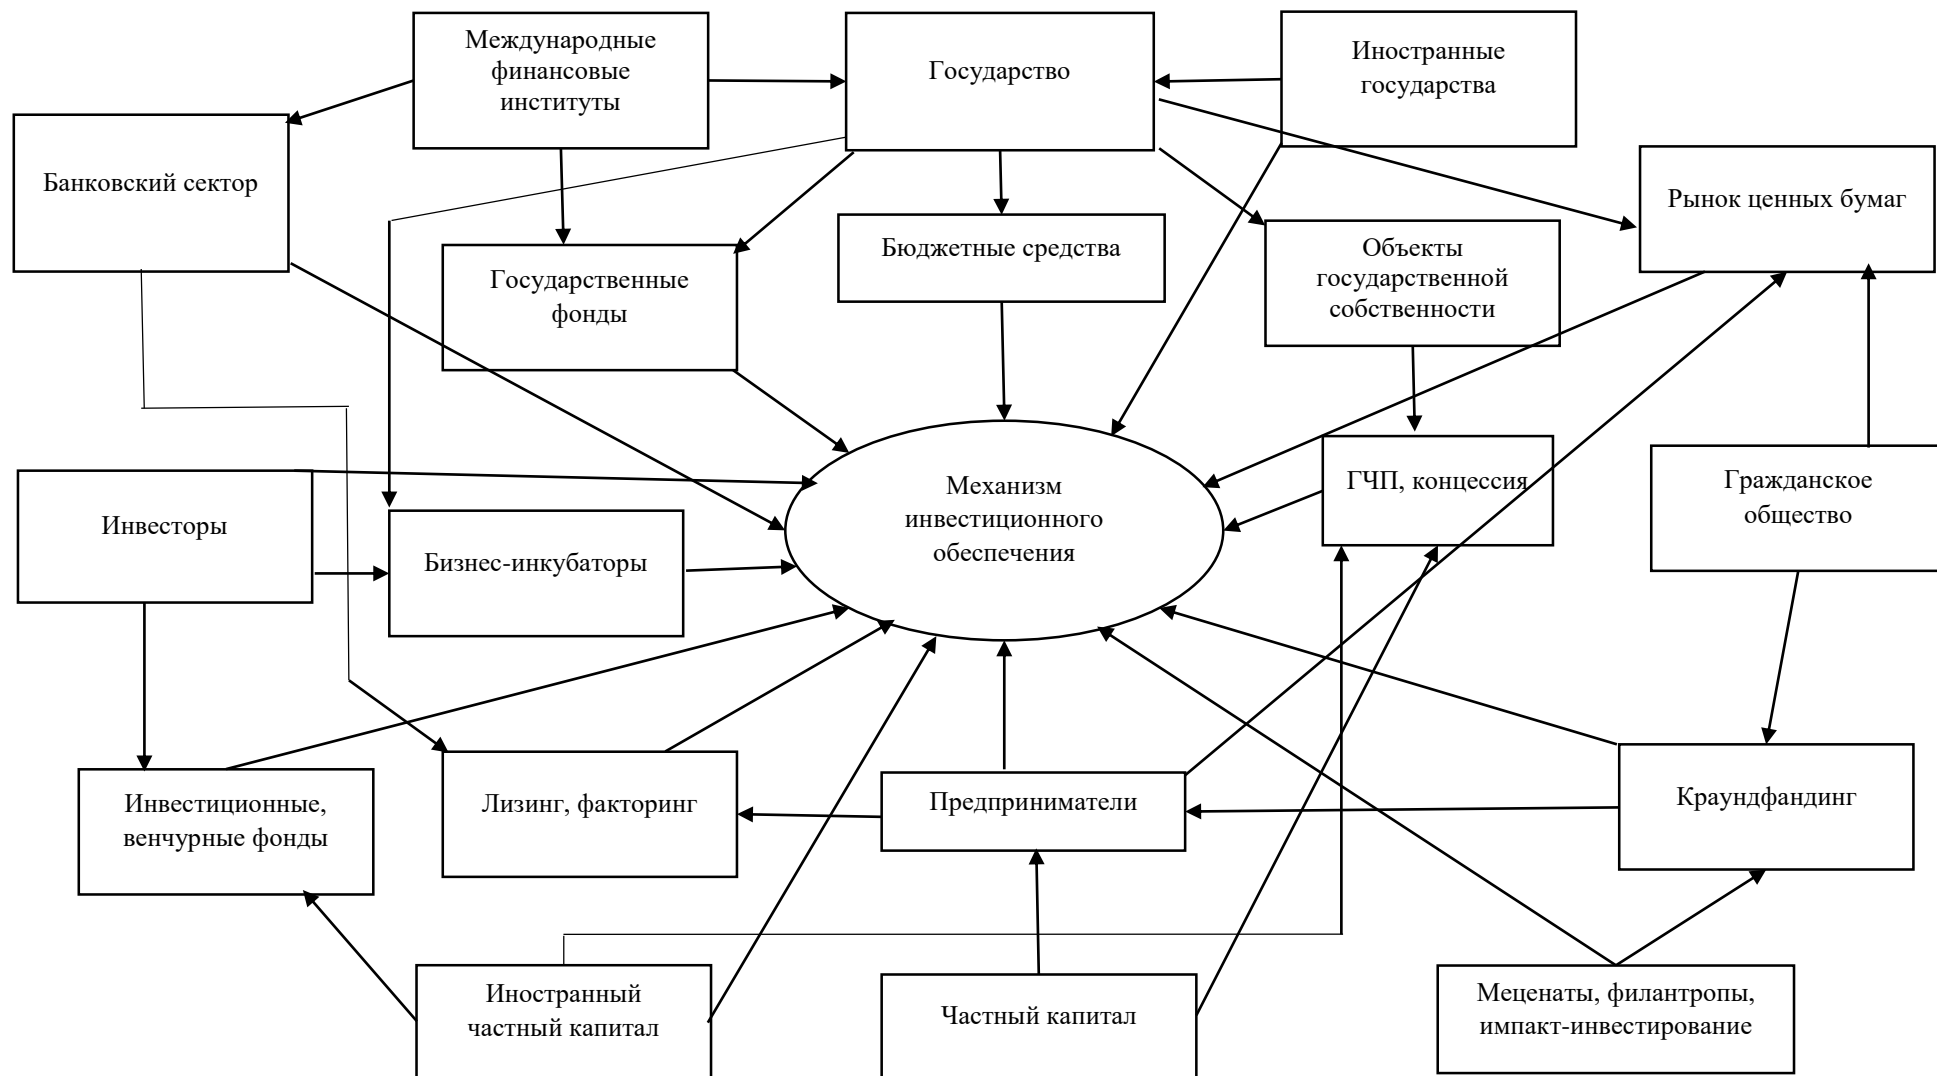 Международные
финансовые
институты
Государство
Иностранные
государства
Банковский сектор
Рынок ценных бумаг
Государственные
фонды
Бюджетные средства
Объекты
государственной
собственности
Инвесторы
Бизнес-инкубаторы
Механизм
инвестиционного
обеспечения
ГЧП, концессия
Гражданское
общество
Инвестиционные,
венчурные фонды
Лизинг, факторинг
Предприниматели
Краундфандинг
Иностранный
частный капитал
Частный капитал
Меценаты, филантропы,
импакт-инвестирование